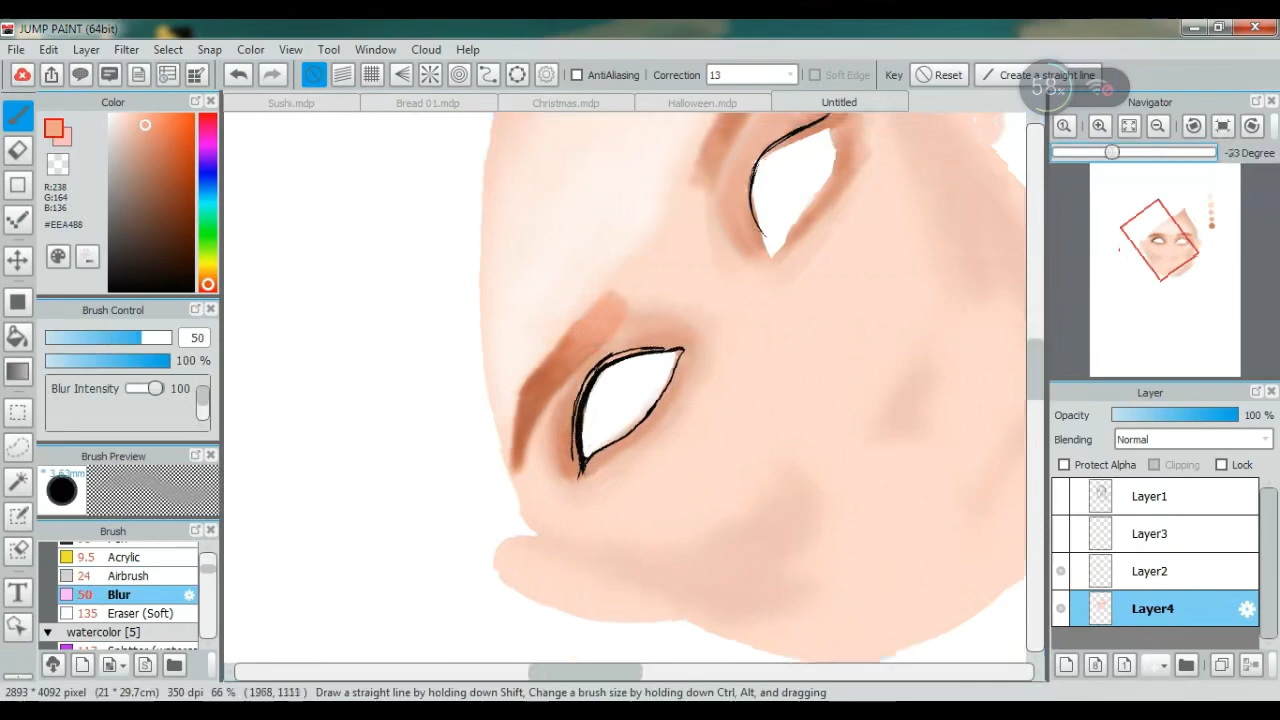 JUMP PAINT (64bit)
File Edit Layer Filter Select Snap Color View Tool Window Cloud Help
AntiAliasing Correction 13 Soft Edge Key Reset Create a straight line
58%
Color
Sushi.mdp Bread 01.mdp Christmas.mdp Halloween.mdp Untitled
Navigator
R:238
G:164
B:136
#EEA488
-33 Degree
Brush Control
50
100 %
Blur Intensity 100
Brush Preview
* 3.63mm
Brush
9.5 Acrylic
24 Airbrush
50 Blur
135 Eraser (Soft)
watercolor [5]
Layer
Opacity 100 %
Blending Normal
Protect Alpha Clipping Lock
Layer1
Layer3
Layer2
Layer4
2893 * 4092 pixel (21 * 29.7cm) 350 dpi 66 % (1968, 1111) Draw a straight line by holding down Shift, Change a brush size by holding down Ctrl, Alt, and dragging